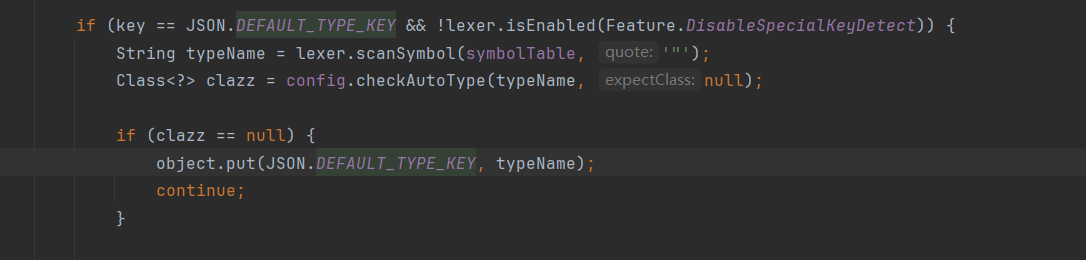 if (key == JSON.DEFAULT_TYPE_KEY && !lexer.isEnabled(Feature.DisableSpecialKeyDetect)) {
String typeName = lexer.scanSymbol(symbolTable, quote: '"');
Class<?> clazz = config.checkAutoType(typeName, expectClass: null);
if (clazz == null) {
object.put(JSON.DEFAULT_TYPE_KEY, typeName);
continue;
}